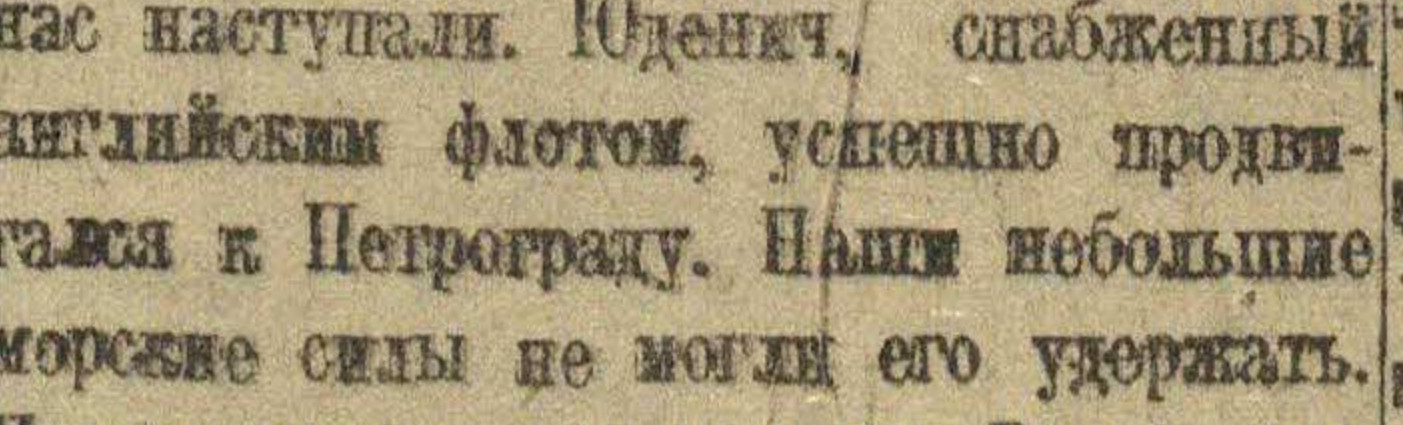 нас наступали. Юденич, снабженный
английским флотом, успешно продви-
гался к Петрограду. Наши небольшие
морские силы не могли его удержать.